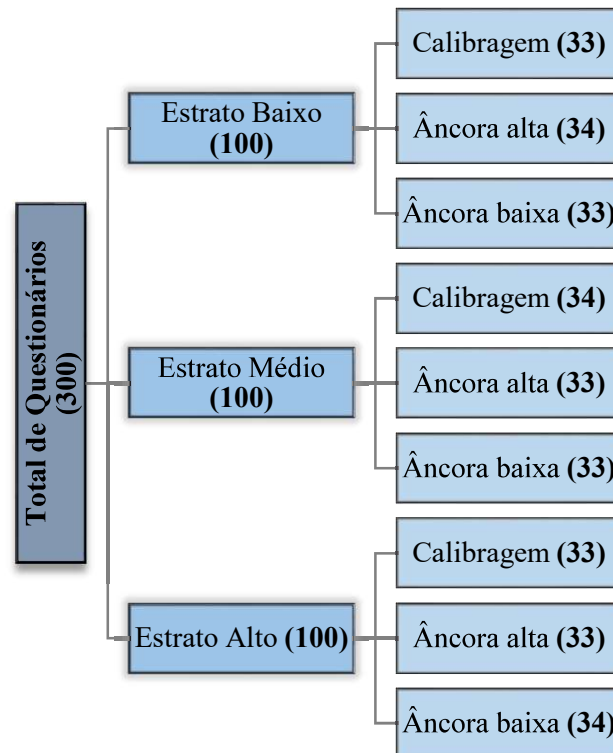 Total de Questionários
(300)
Estrato Baixo
(100)
Calibragem (33)
Âncora alta (34)
Âncora baixa (33)
Estrato Médio
(100)
Calibragem (34)
Âncora alta (33)
Âncora baixa (33)
Estrato Alto (100)
Calibragem (33)
Âncora alta (33)
Âncora baixa (34)